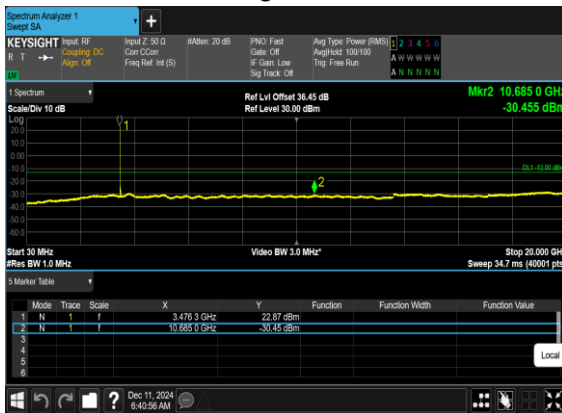 Spectrum Analyzer 1
Swept SA
KEYSIGHT Input: RF Input Z: 50 Ω #Atten: 20 dB PNO: Fast Avg Type: Power (RMS) 1 2 3 4 5 6
R T Coupling: DC Corr CCorr Gate: Off Avg|Hold: 100/100 A W W W W W
Align: Off Freq Ref: Int (S) IF Gain: Low Trig: Free Run
Sig Track: Off A N N N N N
1 Spectrum Ref Lvl Offset 36.45 dB Mkr2 10.685 0 GHz
Scale/Div 10 dB Ref Level 30.00 dBm -30.455 dBm
Log
20.0 1
10.0
0.00
-10.0 DL1 -13.00 dBm
-20.0 2
-30.0
-40.0
-50.0
-60.0
Start 30 MHz Video BW 3.0 MHz* Stop 20.000 GHz
#Res BW 1.0 MHz Sweep 34.7 ms (40001 pts)
5 Marker Table
Mode Trace Scale X Y Function Function Width Function Value
1 N 1 f 3.476 3 GHz 22.87 dBm
2 N 1 f 10.685 0 GHz -30.45 dBm
3
4
5
6
Local
? Dec 11, 2024
6:40:56 AM